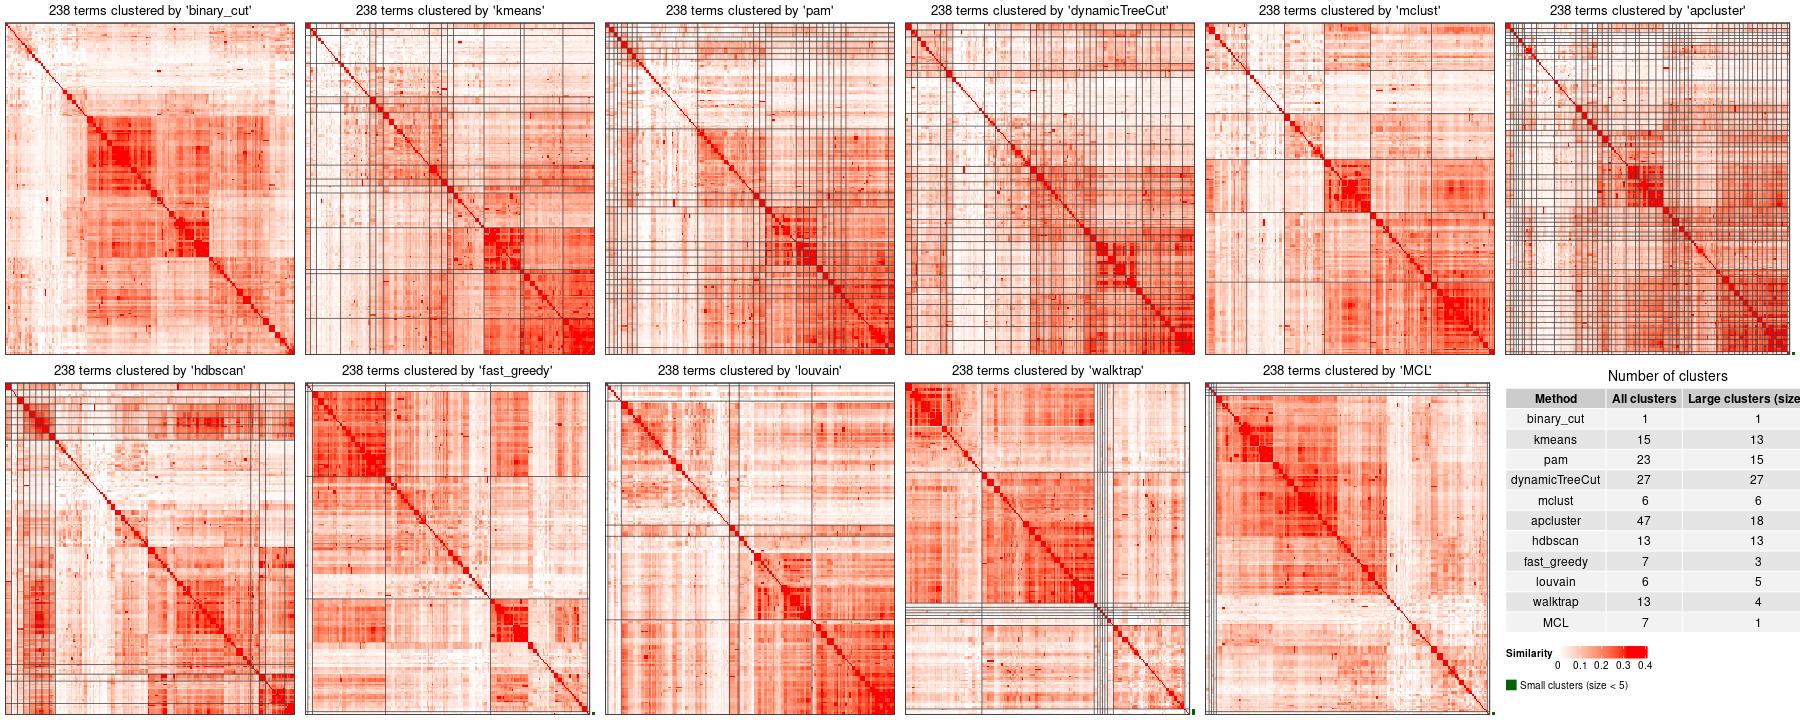 238 terms clustered by 'binary_cut'
238 terms clustered by 'kmeans'
238 terms clustered by 'pam'
238 terms clustered by 'dynamicTreeCut'
238 terms clustered by 'mclust'
238 terms clustered by 'apcluster'
238 terms clustered by 'hdbscan'
238 terms clustered by 'fast_greedy'
238 terms clustered by 'louvain'
238 terms clustered by 'walktrap'
238 terms clustered by 'MCL'
Number of clusters
Method All clusters Large clusters (size
binary_cut 1 1
kmeans 15 13
pam 23 15
dynamicTreeCut 27 27
mclust 6 6
apcluster 47 18
hdbscan 13 13
fast_greedy 7 3
louvain 6 5
walktrap 13 4
MCL 7 1
Similarity
0 0.1 0.2 0.3 0.4
Small clusters (size < 5)